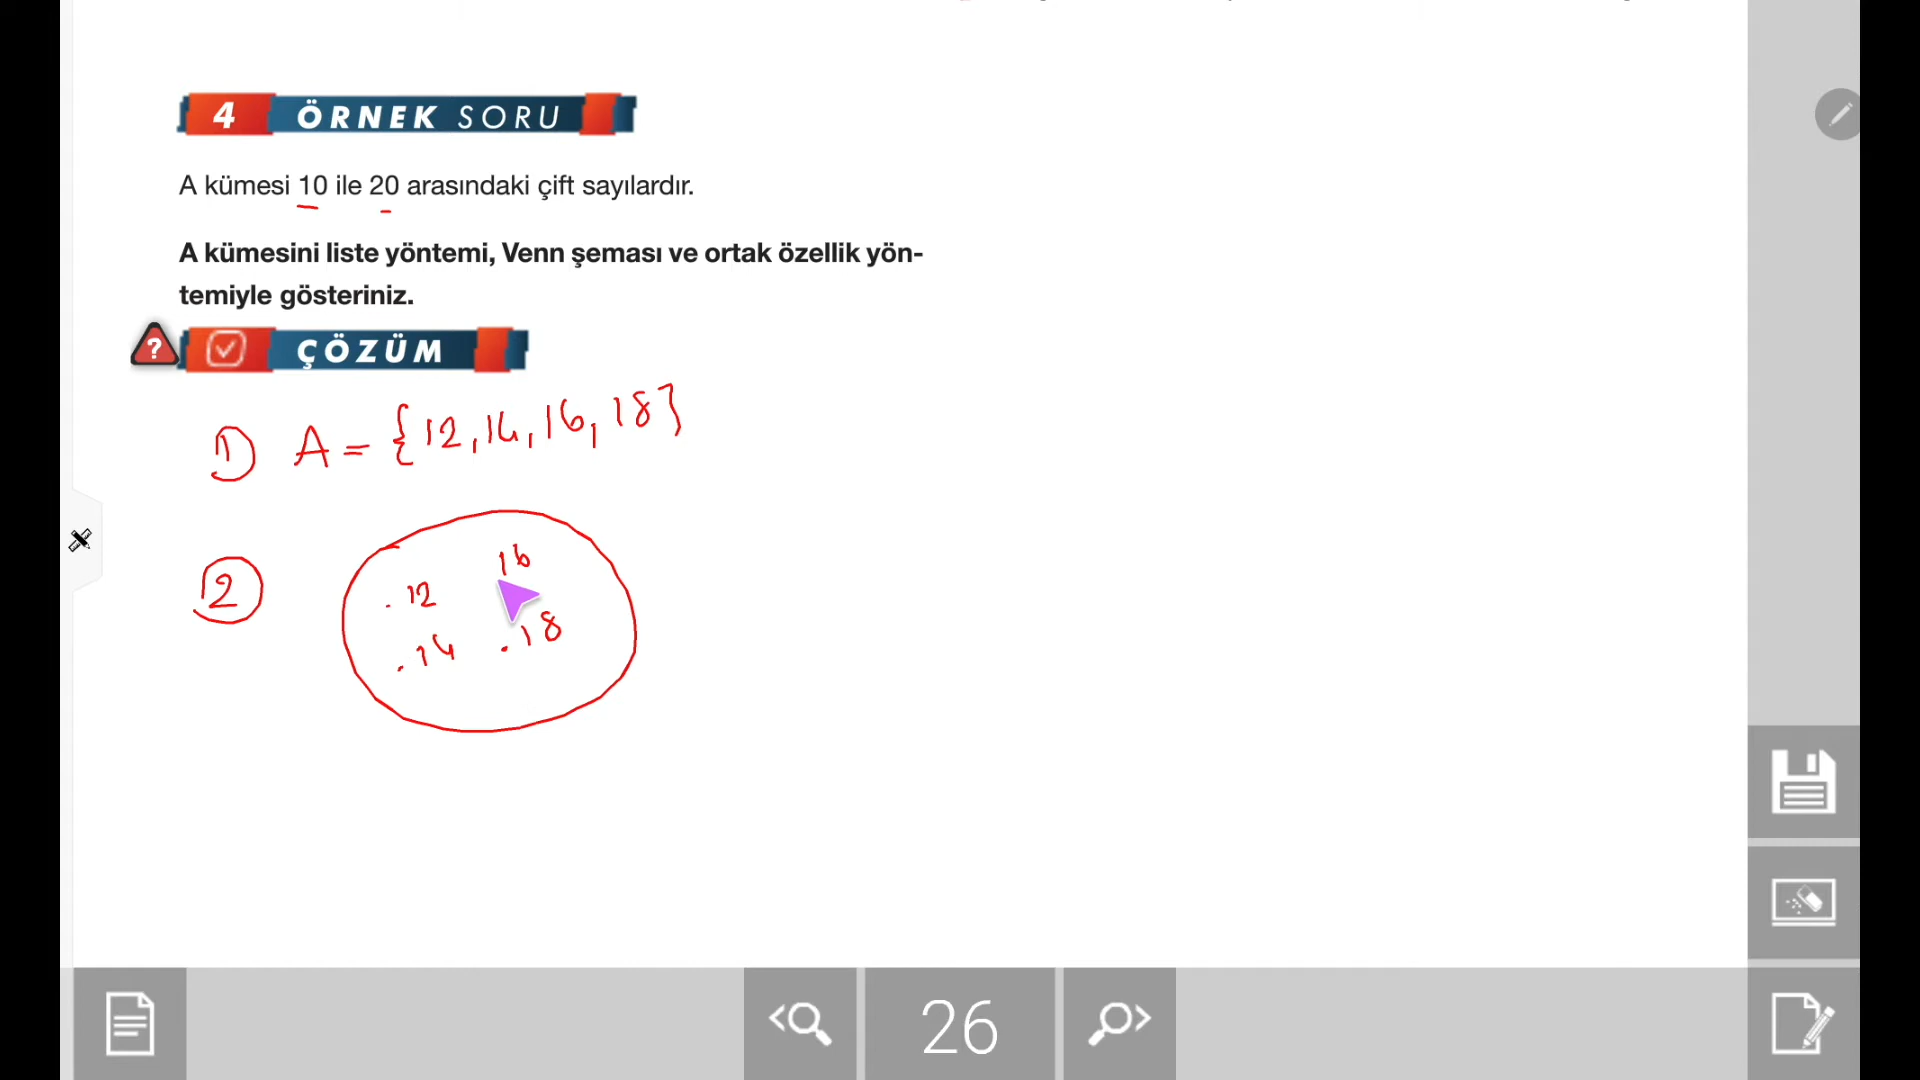 4 ÖRNEK SORU
A kümesi 10 ile 20 arasındaki çift sayılardır.
A kümesini liste yöntemi, Venn şeması ve ortak özellik yön-
temiyle gösteriniz.
? ÇÖZÜM
1) A = {12, 14, 16, 18}
2
. 12 16
. 14 . 18
26